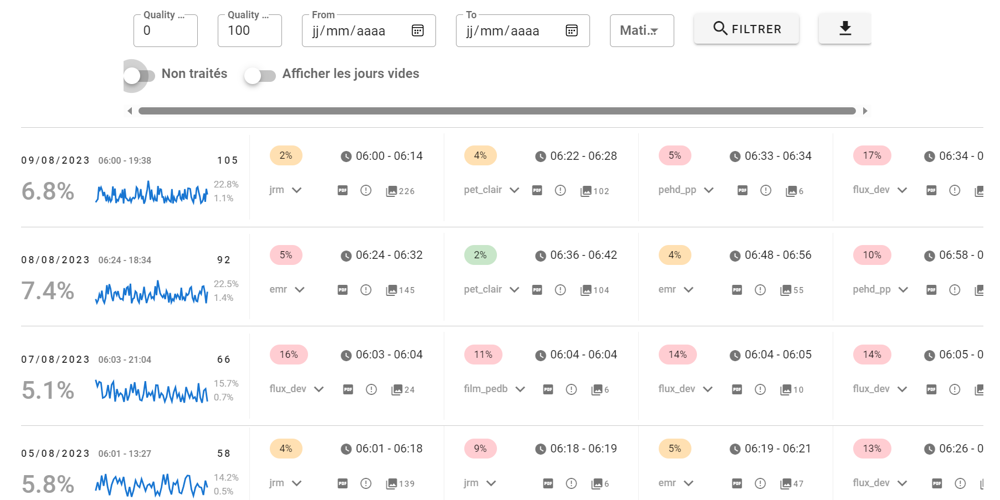 Quality ... Quality ... From To
0 100 jj/mm/aaaa jj/mm/aaaa Mati... FILTRER
Non traités Afficher les jours vides
09/08/2023 06:00 - 19:38 105
6.8% 22.8%
1.1%
2% 06:00 - 06:14
jrm PDF 226
4% 06:22 - 06:28
pet_clair PDF 102
5% 06:33 - 06:34
pehd_pp PDF 6
17% 06:34 - 0
flux_dev PDF
08/08/2023 06:24 - 18:34 92
7.4% 22.5%
1.4%
5% 06:24 - 06:32
emr PDF 145
2% 06:36 - 06:42
pet_clair PDF 104
4% 06:48 - 06:56
emr PDF 55
10% 06:58 - 0
pehd_pp PDF
07/08/2023 06:03 - 21:04 66
5.1% 15.7%
0.7%
16% 06:03 - 06:04
flux_dev PDF 24
11% 06:04 - 06:04
film_pedb PDF 6
14% 06:04 - 06:05
flux_dev PDF 10
14% 06:05 - 0
flux_dev PDF
05/08/2023 06:01 - 13:27 58
5.8% 14.2%
0.5%
4% 06:01 - 06:18
jrm PDF 139
9% 06:18 - 06:19
jrm PDF 6
5% 06:19 - 06:21
emr PDF 47
13% 06:26 - 0
flux_dev PDF